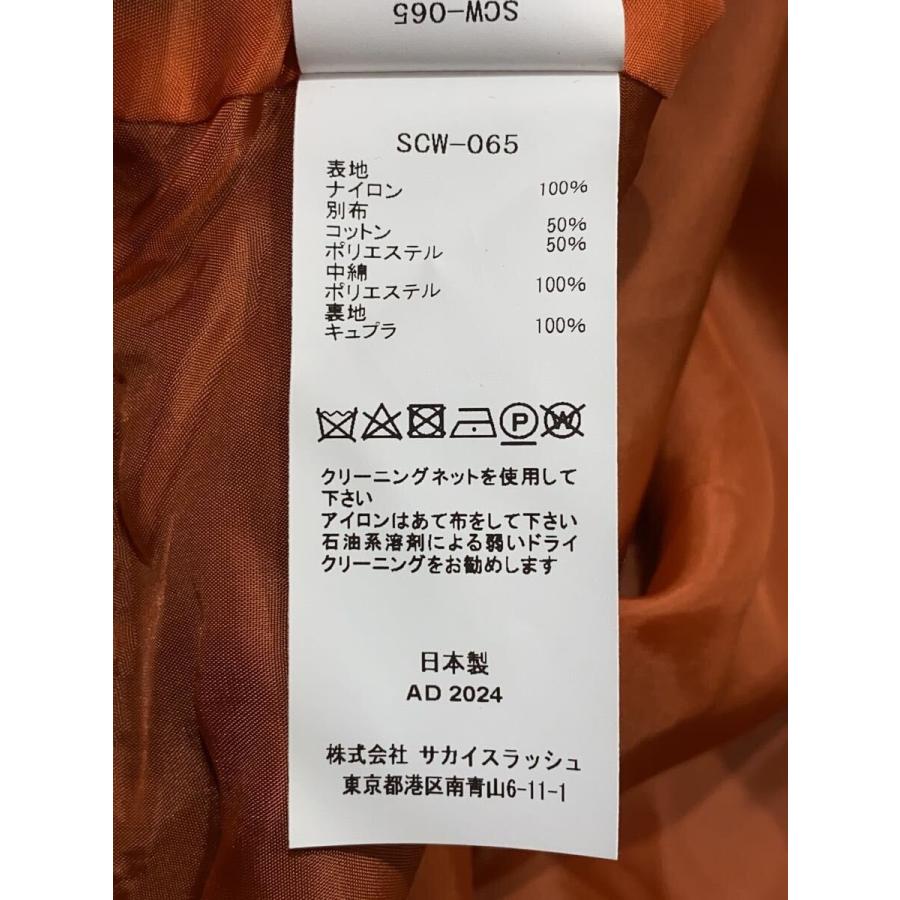 SCW-065
SCW-065
表地
ナイロン 100%
別布
コットン 50%
ポリエステル 50%
中綿
ポリエステル 100%
裏地
キュプラ 100%
P W
クリーニングネットを使用して
下さい
アイロンはあて布をして下さい
石油系溶剤による弱いドライ
クリーニングをお勧めします
日本製
AD 2024
株式会社 サカイスラッシュ
東京都港区南青山6-11-1